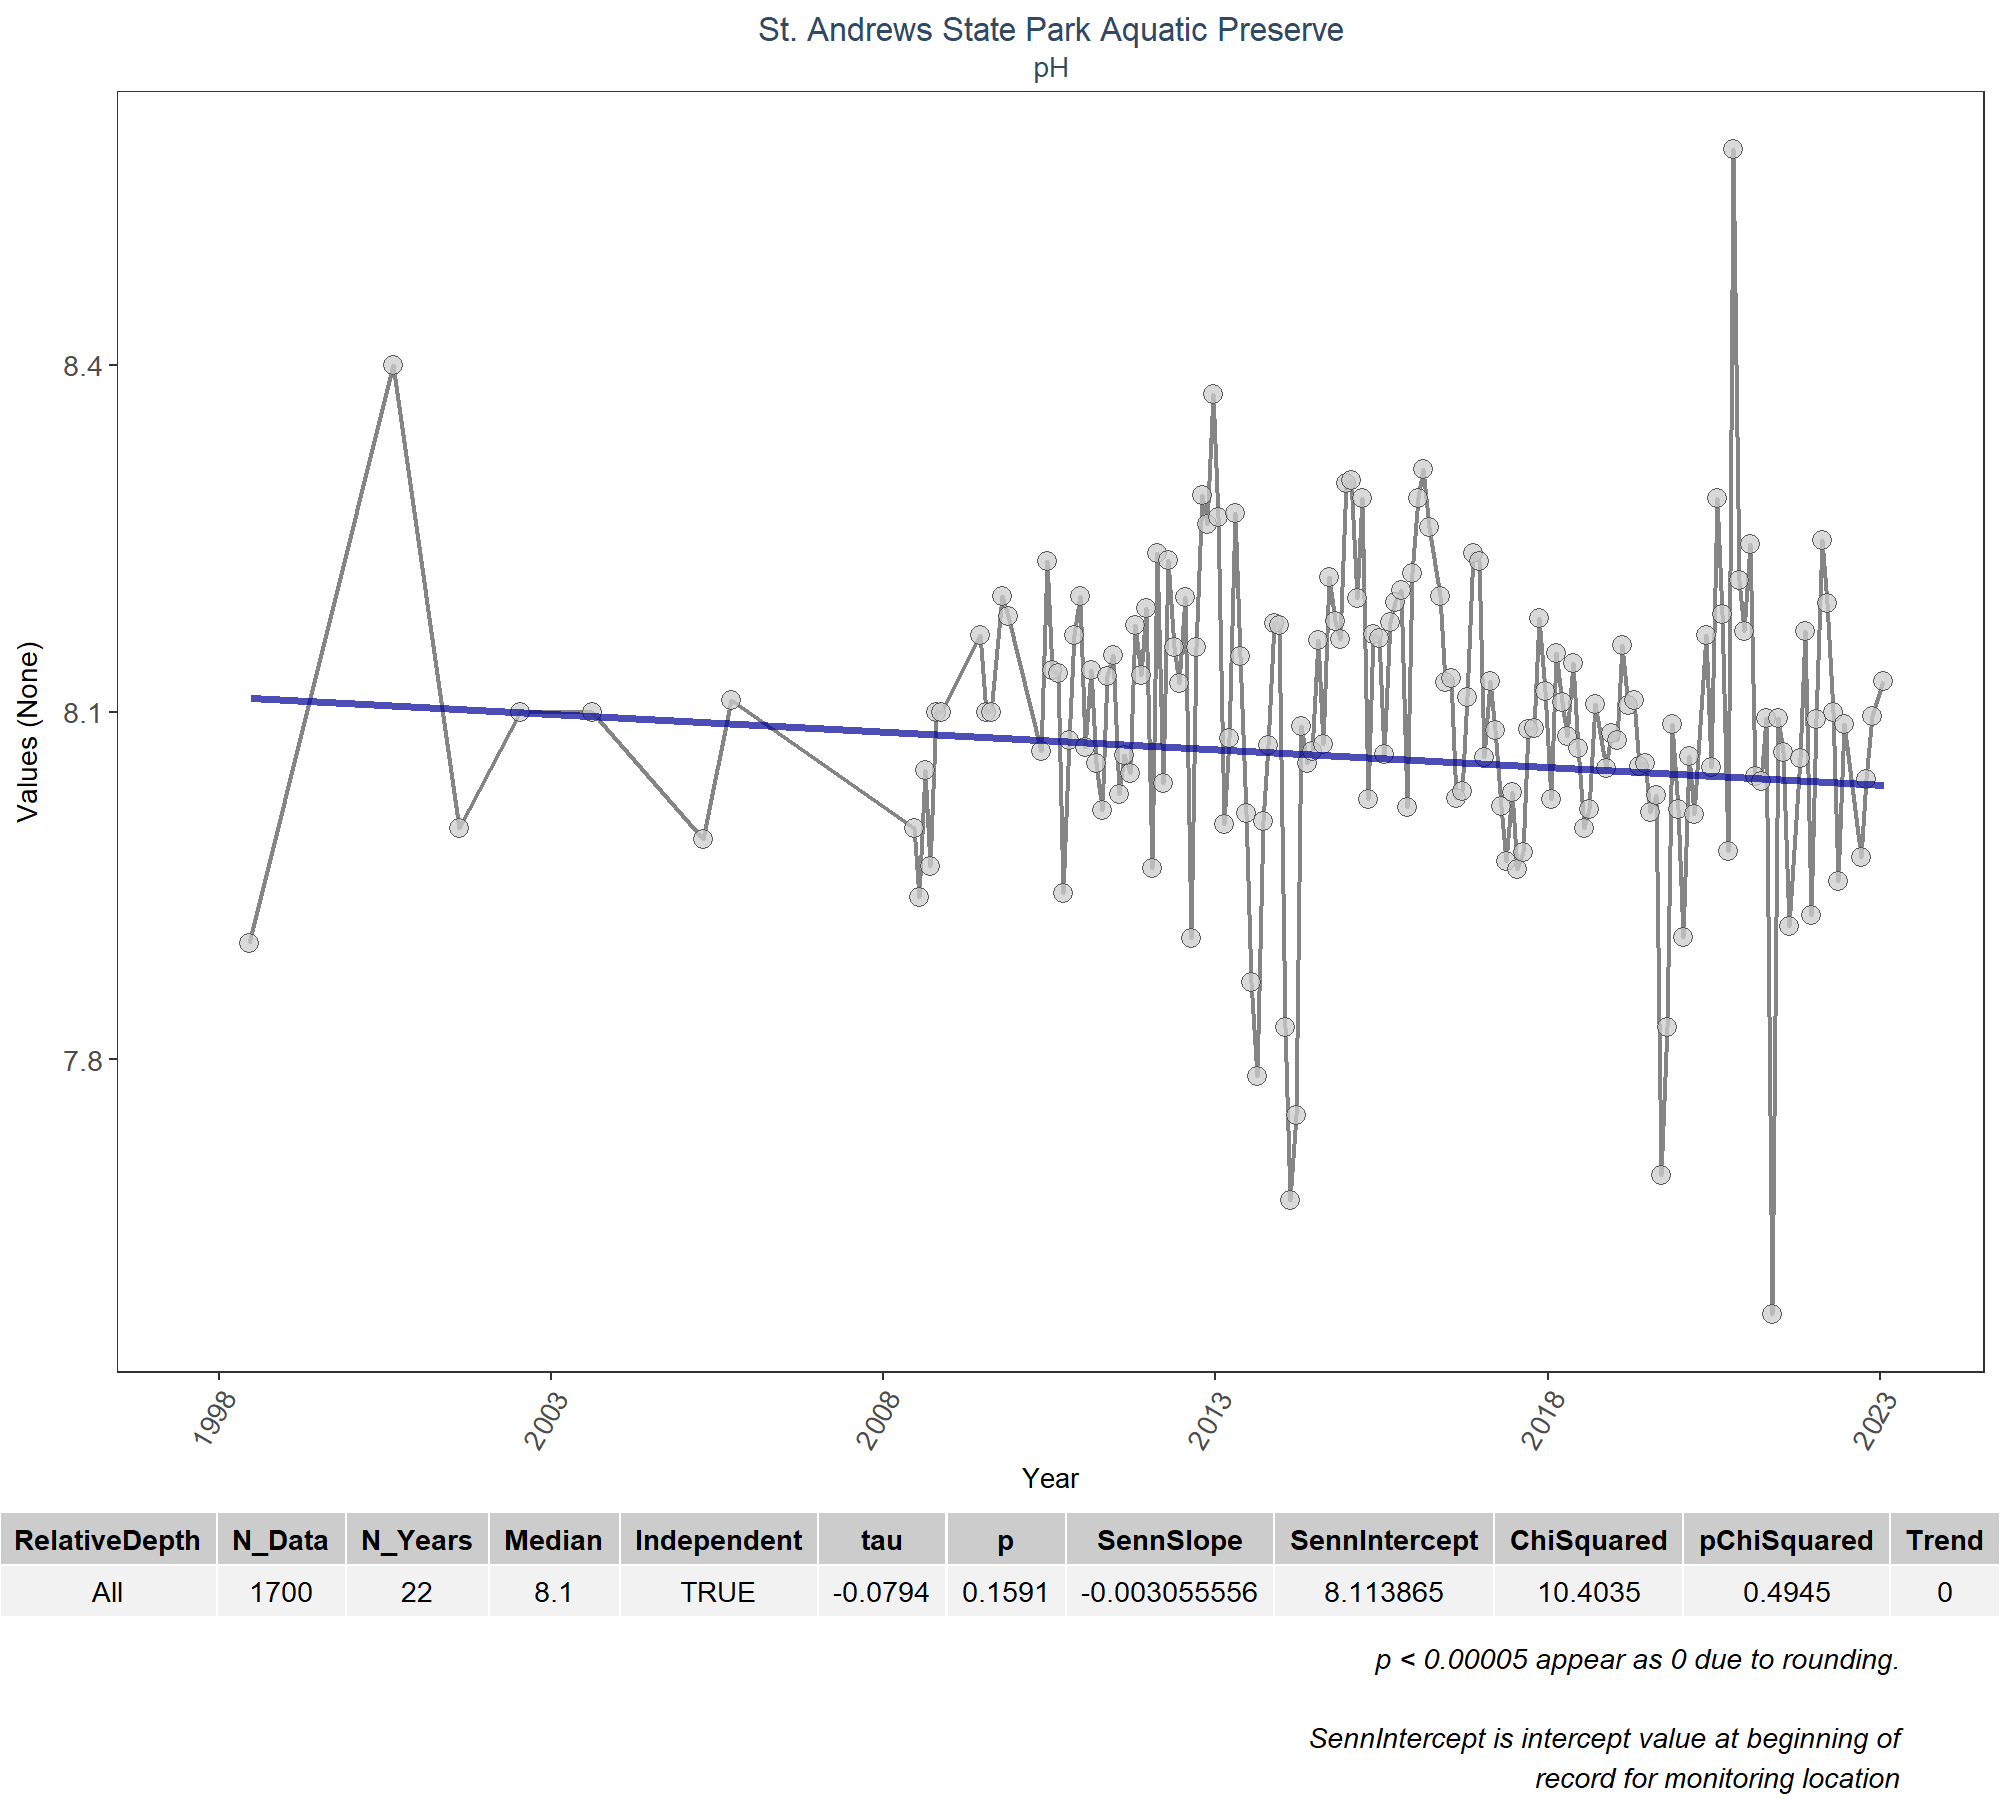 St. Andrews State Park Aquatic Preserve
pH
Values (None)
8.4
8.1
7.8
1998
2003
2008
2013
2018
2023
Year
RelativeDepth N_Data N_Years Median Independent tau p SennSlope SennIntercept ChiSquared pChiSquared Trend
All 1700 22 8.1 TRUE -0.0794 0.1591 -0.003055556 8.113865 10.4035 0.4945 0
p < 0.00005 appear as 0 due to rounding.
SennIntercept is intercept value at beginning of
record for monitoring location